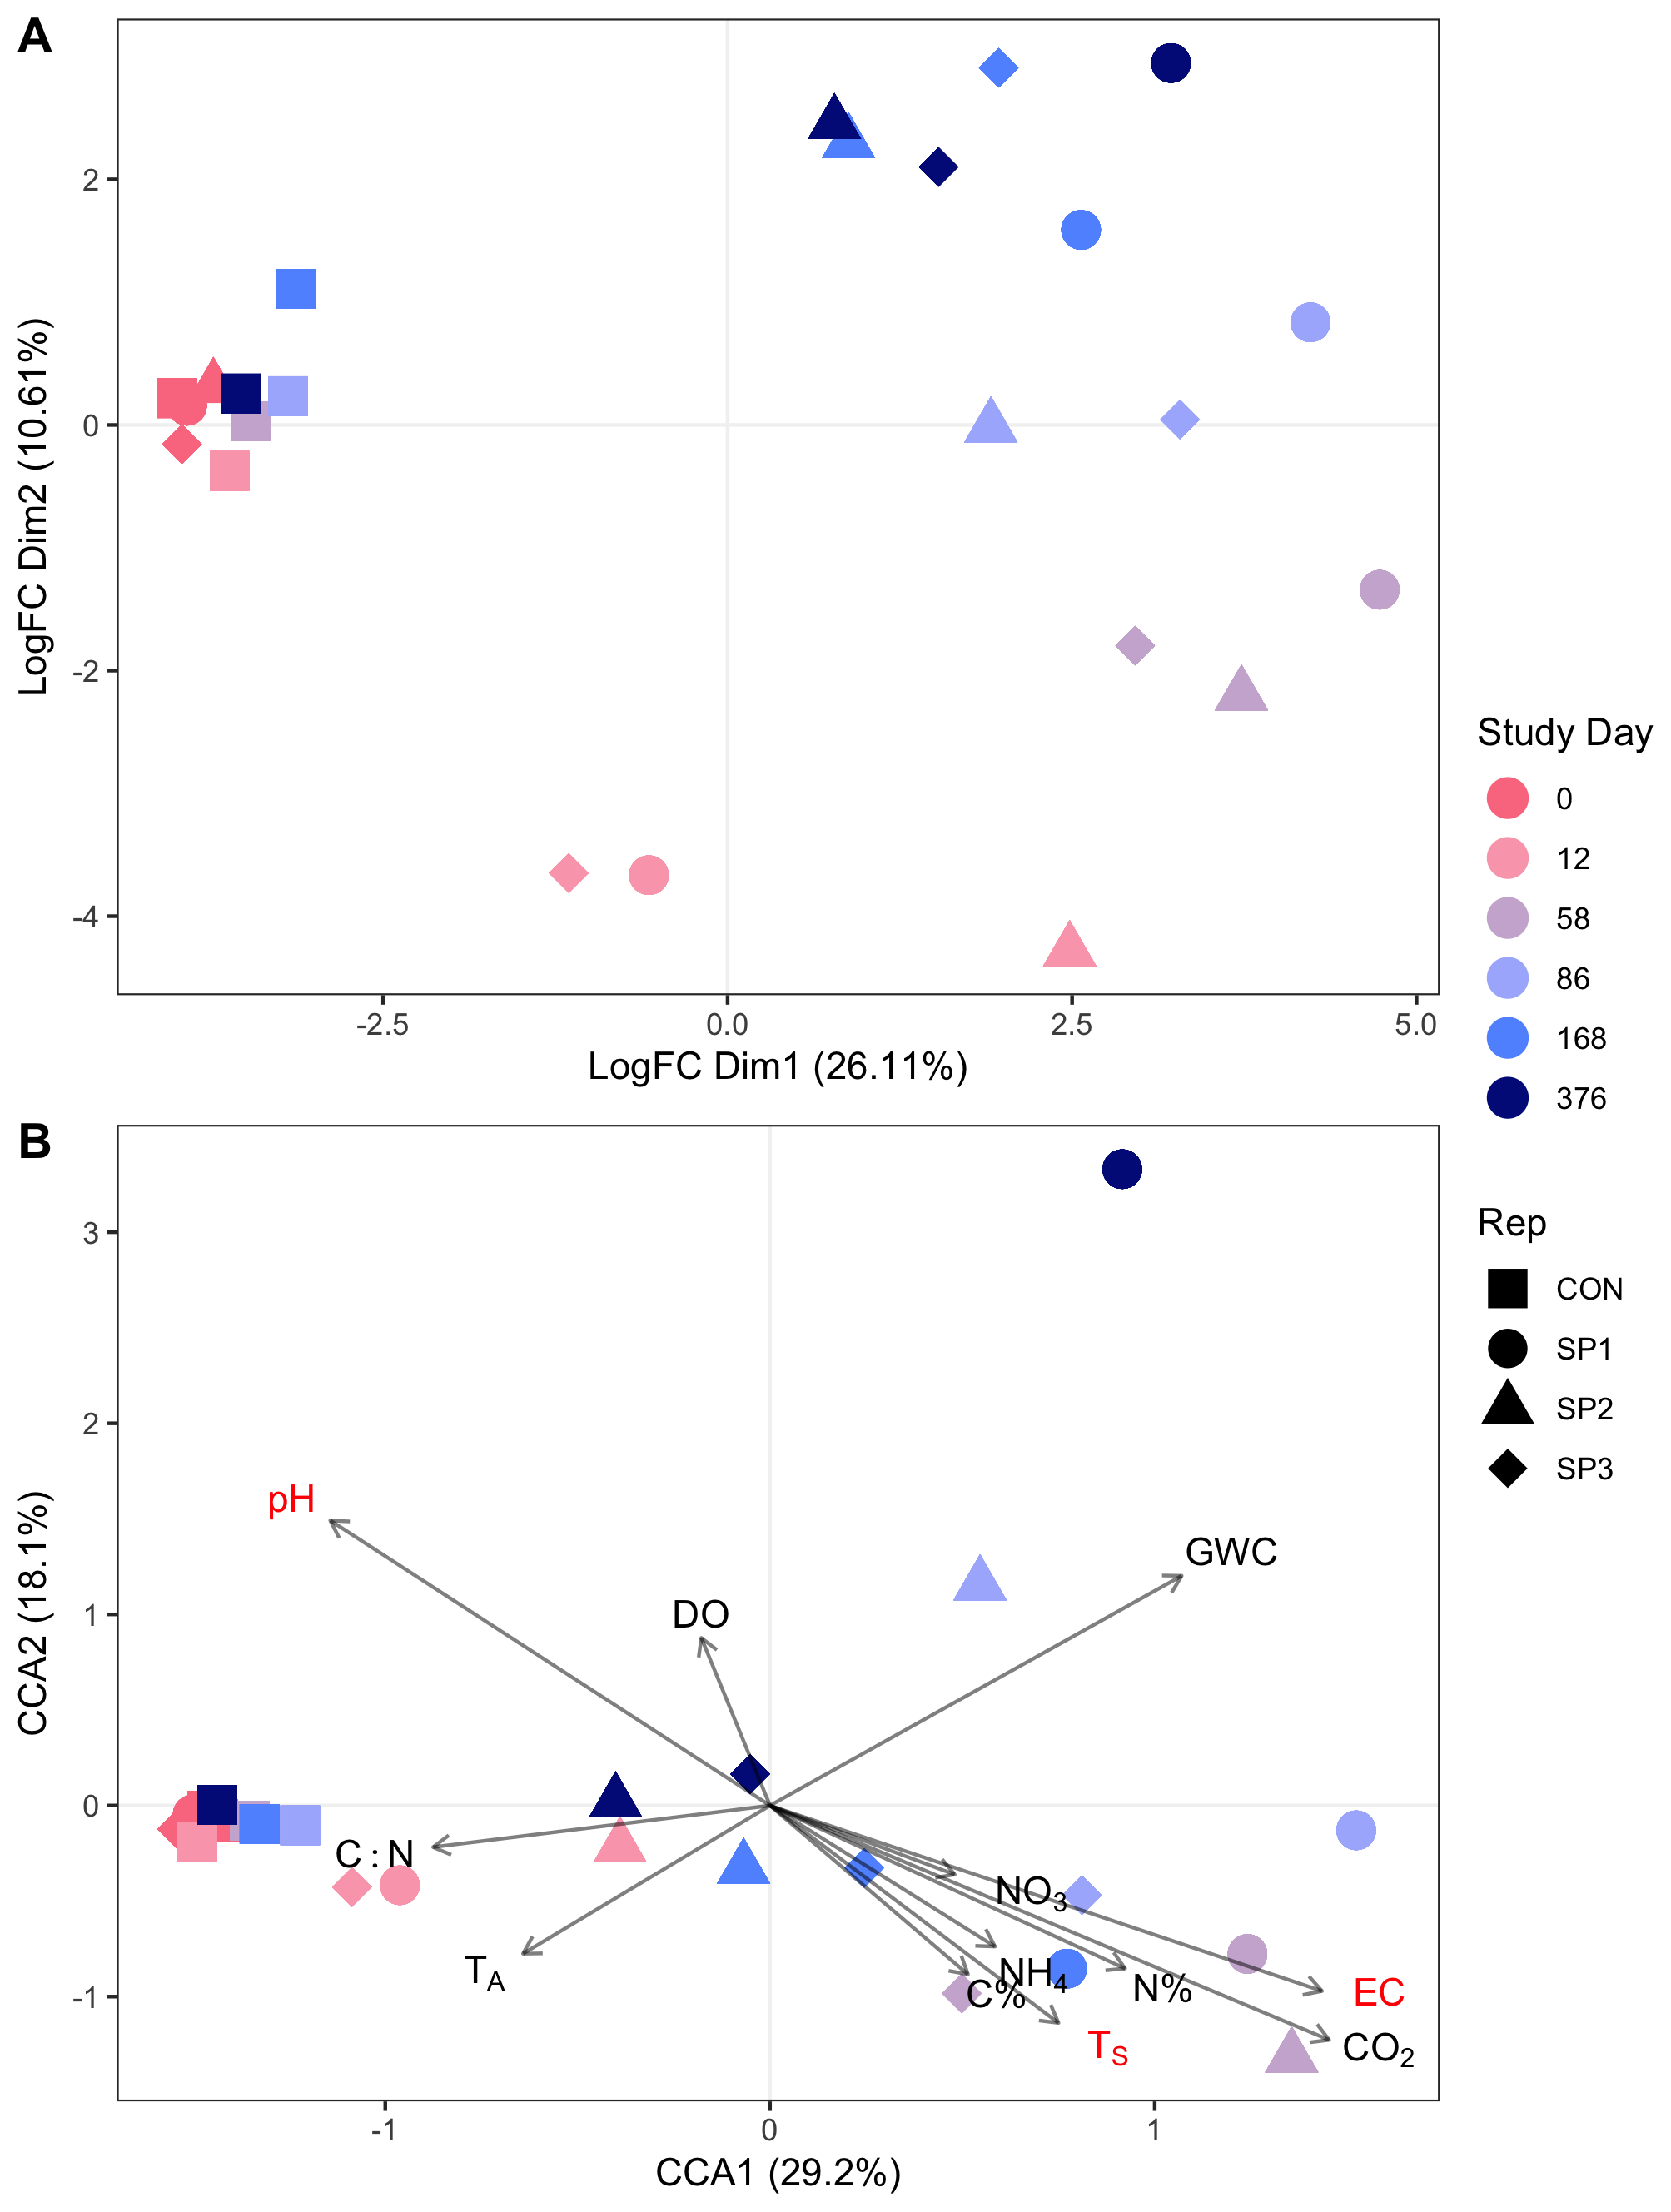 A
2
0
-2
-4
LogFC Dim2 (10.61%)
-2.5 0.0 2.5 5.0
LogFC Dim1 (26.11%)
Study Day
0
12
58
86
168
376
Rep
CON
SP1
SP2
SP3
B
3
2
1
0
-1
CCA2 (18.1%)
pH
GWC
DO
C : N
NO₃
T_A
NH₄
C%
N%
EC
T_S
CO₂
-1 0 1
CCA1 (29.2%)